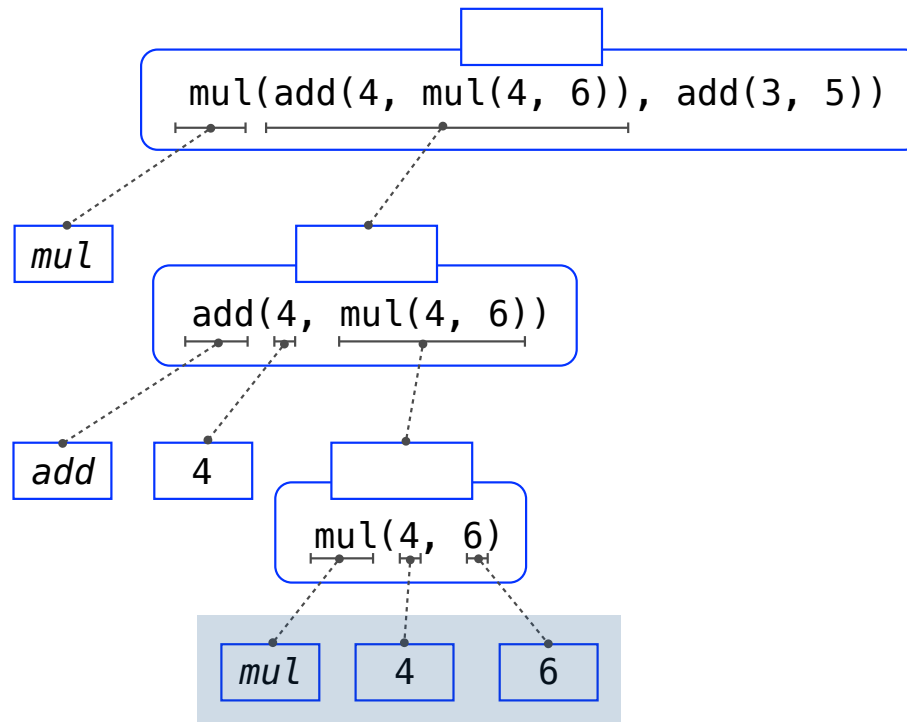 mul(add(4, mul(4, 6)), add(3, 5))
mul
add(4, mul(4, 6))
add 4
mul(4, 6)
mul 4 6